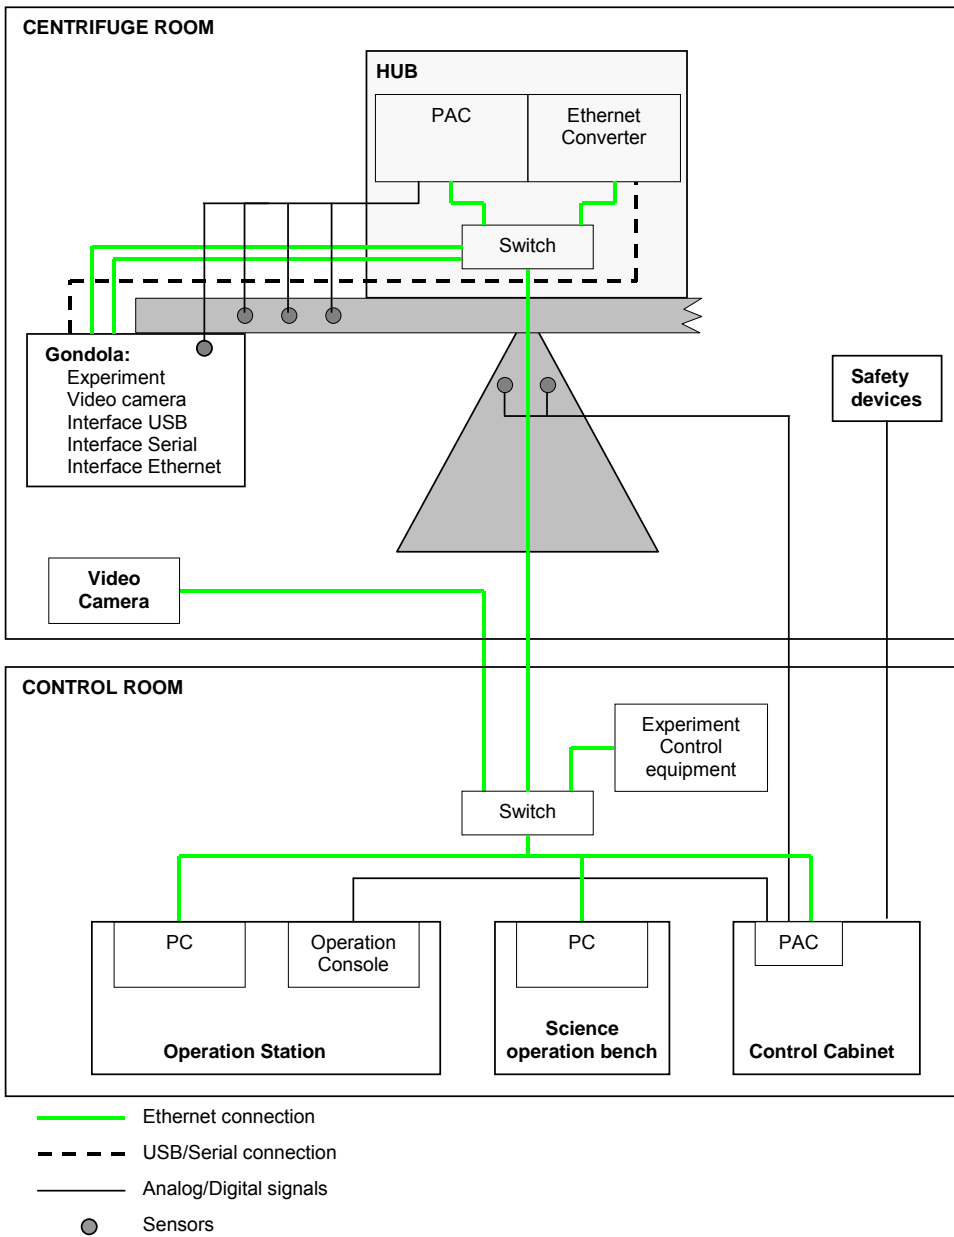 CENTRIFUGE ROOM
HUB
PAC
Ethernet
Converter
Switch
Gondola:
Experiment
Video camera
Interface USB
Interface Serial
Interface Ethernet
Safety
devices
Video
Camera
CONTROL ROOM
Experiment
Control
equipment
Switch
PC
Operation
Console
Operation Station
PC
Science
operation bench
PAC
Control Cabinet
Ethernet connection
USB/Serial connection
Analog/Digital signals
Sensors